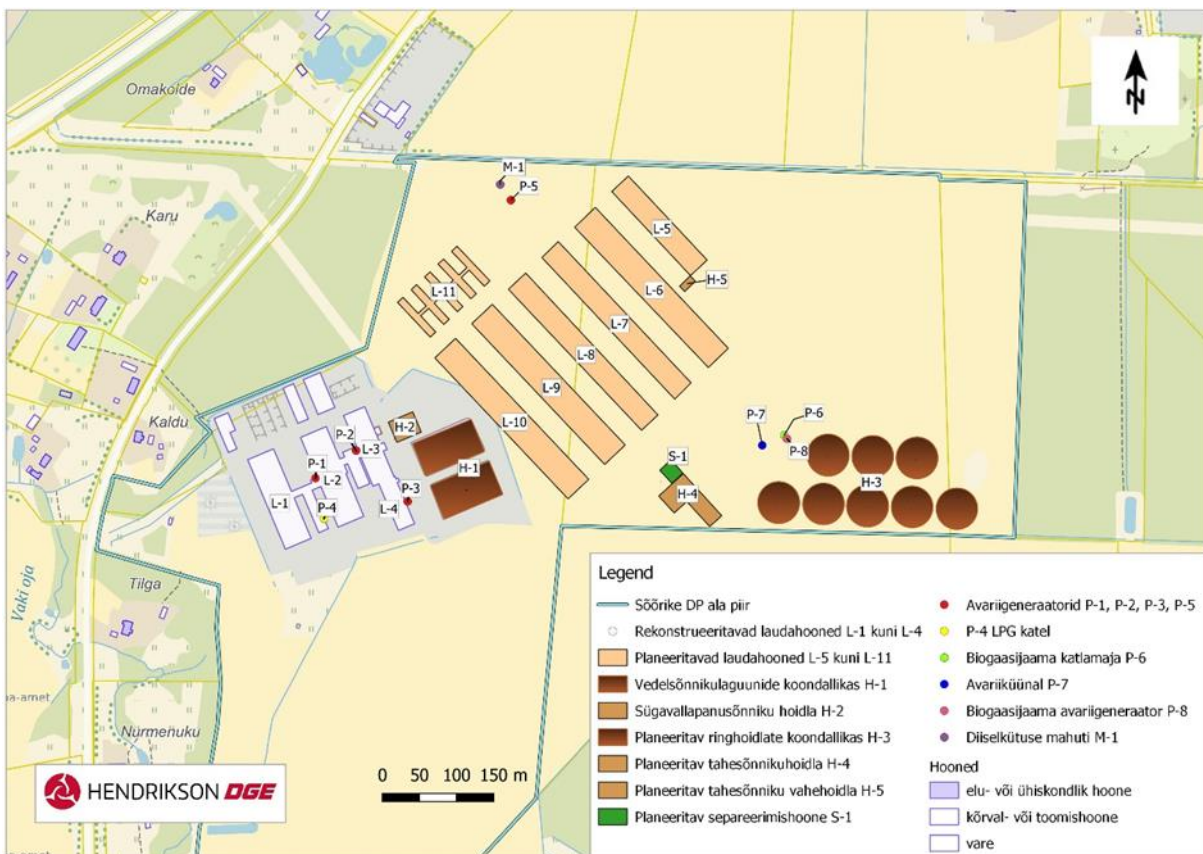 Omakolde
Karu
Kaldu
Tilga
Vaki oja
Nurmenuku
N
M-1
P-5
L-5
H-5
L-6
L-11
L-7
L-8
L-9
L-10
P-7
P-6
P-8
H-2
P-2
L-3
H-1
P-1
L-2
L-1
P-4
L-4
P-3
S-1
H-4
H-3
HENDRIKSON DGE
0 50 100 150 m
Legend
Sõõrike DP ala piir
Rekonstrueeritavad laudahooned L-1 kuni L-4
Planeeritavad laudahooned L-5 kuni L-11
Vedelsõnnikulaguunide koondallikas H-1
Sügavallapanusõnniku hoidla H-2
Planeeritav ringhoidlate koondallikas H-3
Planeeritav tahesõnnikuhoidla H-4
Planeeritav tahesõnniku vahehoidla H-5
Planeeritav separeerimishoone S-1
Avariigeneraatorid P-1, P-2, P-3, P-5
P-4 LPG katel
Biogaasijaama katlamaja P-6
Avariiküünal P-7
Biogaasijaama avariigeneraator P-8
Diiselkütuse mahuti M-1
Hooned
elu- või ühiskondlik hoone
kõrval- või toomishoone
vare